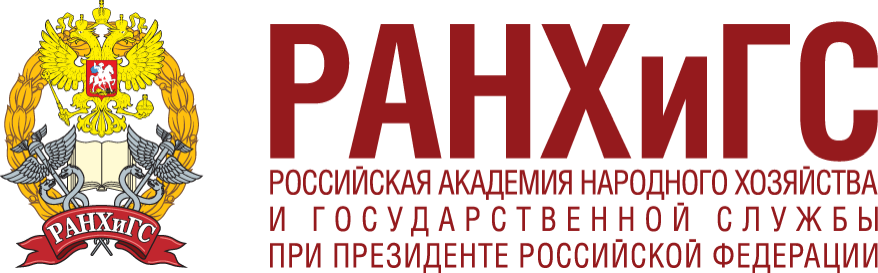 РАНХиГС
РОССИЙСКАЯ АКАДЕМИЯ НАРОДНОГО ХОЗЯЙСТВА
И ГОСУДАРСТВЕННОЙ СЛУЖБЫ
ПРИ ПРЕЗИДЕНТЕ РОССИЙСКОЙ ФЕДЕРАЦИИ
РАНХиГС